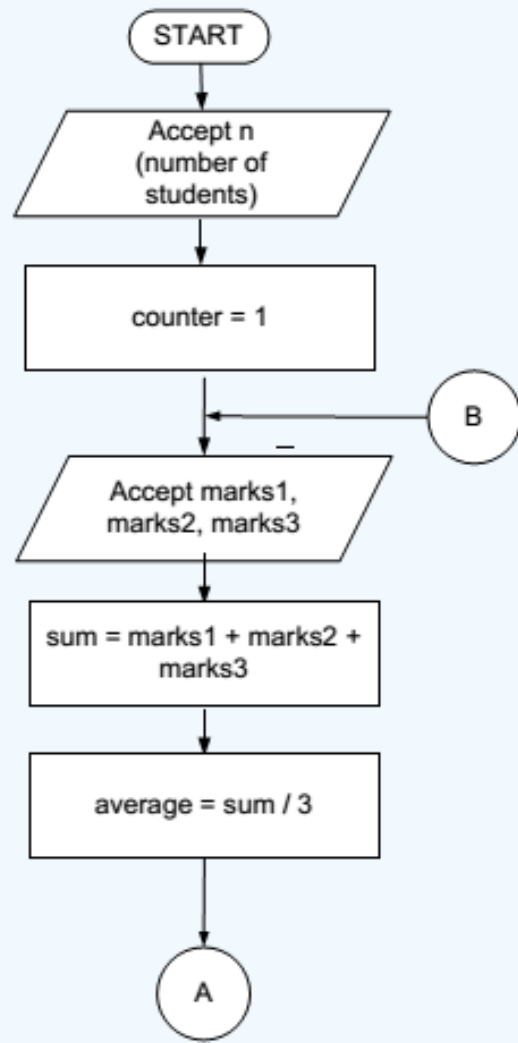 START
Accept n
(number of
students)
counter = 1
B
Accept marks1,
marks2, marks3
sum = marks1 + marks2 +
marks3
average = sum / 3
A